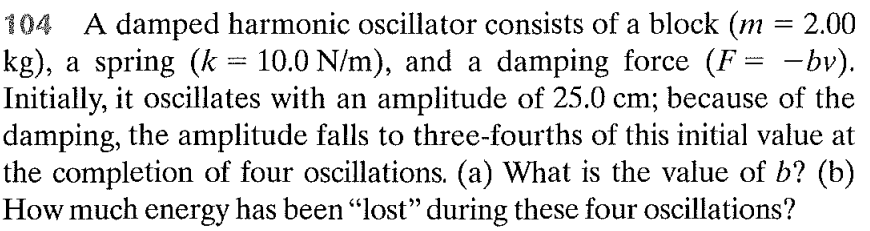 104 A damped harmonic oscillator consists of a block (m = 2.00
kg), a spring (k = 10.0 N/m), and a damping force (F = −bv).
Initially, it oscillates with an amplitude of 25.0 cm; because of the
damping, the amplitude falls to three-fourths of this initial value at
the completion of four oscillations. (a) What is the value of b? (b)
How much energy has been “lost” during these four oscillations?